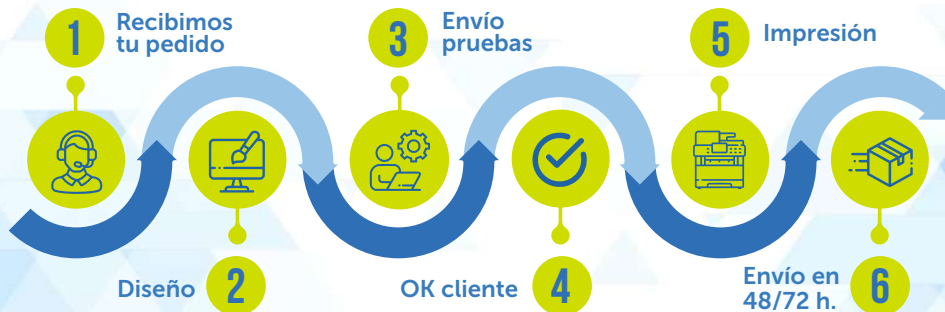 1
Recibimos
tu pedido
Diseño
2
3
Envío
pruebas
OK cliente
4
5
Impresión
Envío en
48/72 h.
6